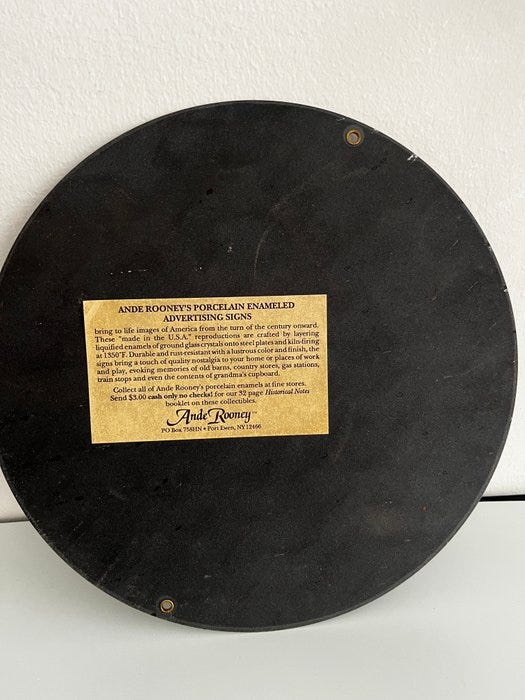 ANDE ROONEY'S PORCELAIN ENAMELED
ADVERTISING SIGNS
bring to life images of America from the turn of the century onward.
These "made in the U.S.A." reproductions are crafted by layering
liquified enamels of ground glass crystals onto steel plates and kiln-firing
at 1350°F. Durable and rust-resistant with a lustrous color and finish, the
signs bring a touch of quality nostalgia to your home or places of work
and play, evoking memories of old barns, country stores, gas stations,
train stops and even the contents of grandma's cupboard.
Collect all of Ande Rooney's porcelain enamels at fine stores.
Send $3.00 cash only no checks! for our 32 page Historical Notes
booklet on these collectibles.
Ande Rooney™
PO Box 758HN • Port Ewen, NY 12466